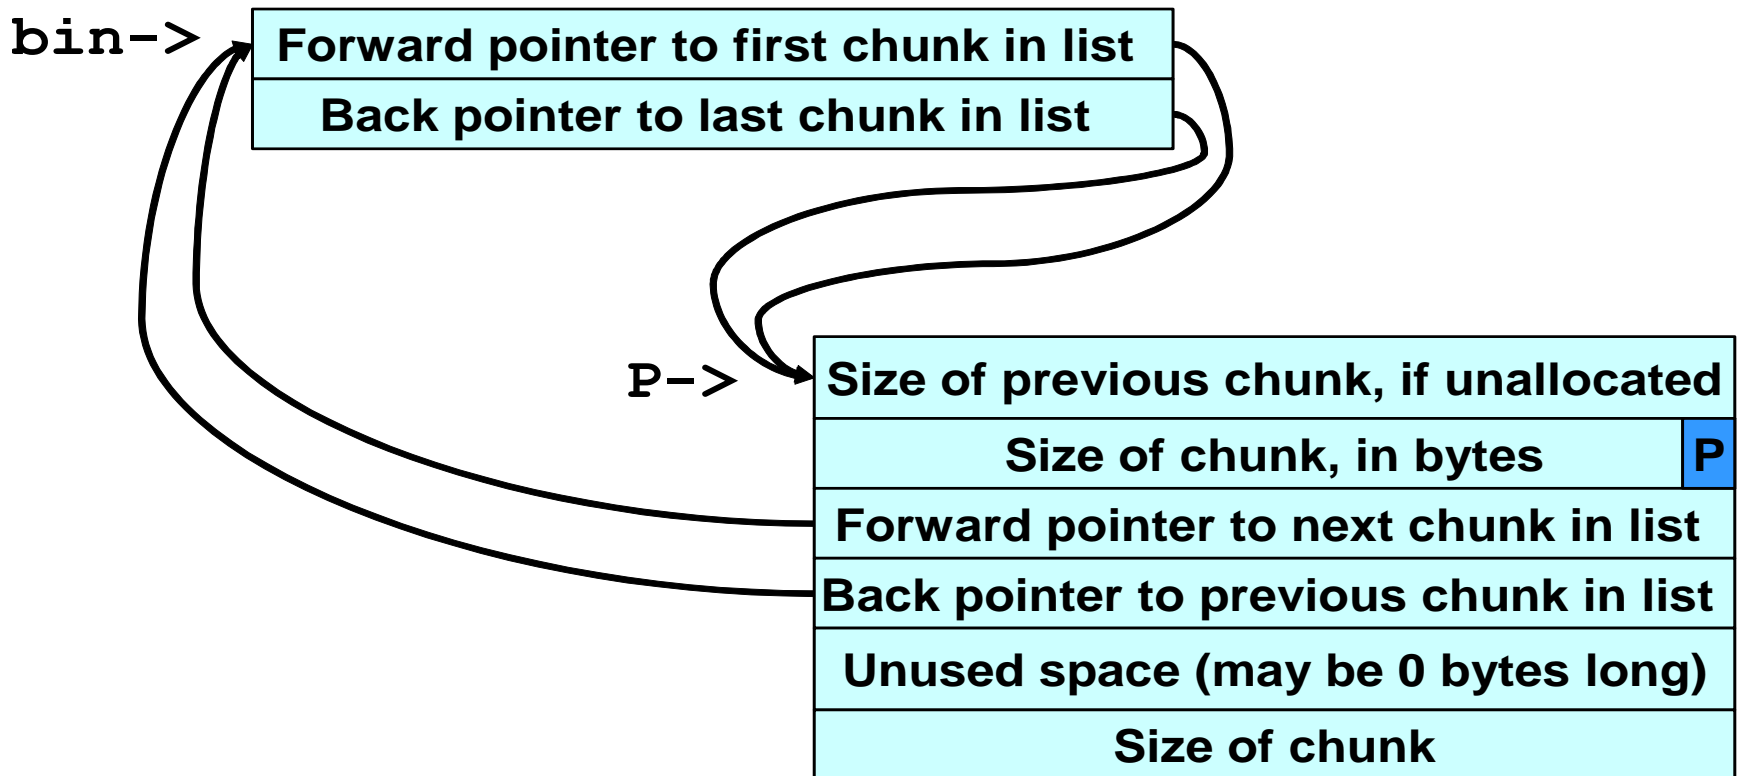 bin->
Forward pointer to first chunk in list
Back pointer to last chunk in list
P->
Size of previous chunk, if unallocated
Size of chunk, in bytes P
Forward pointer to next chunk in list
Back pointer to previous chunk in list
Unused space (may be 0 bytes long)
Size of chunk